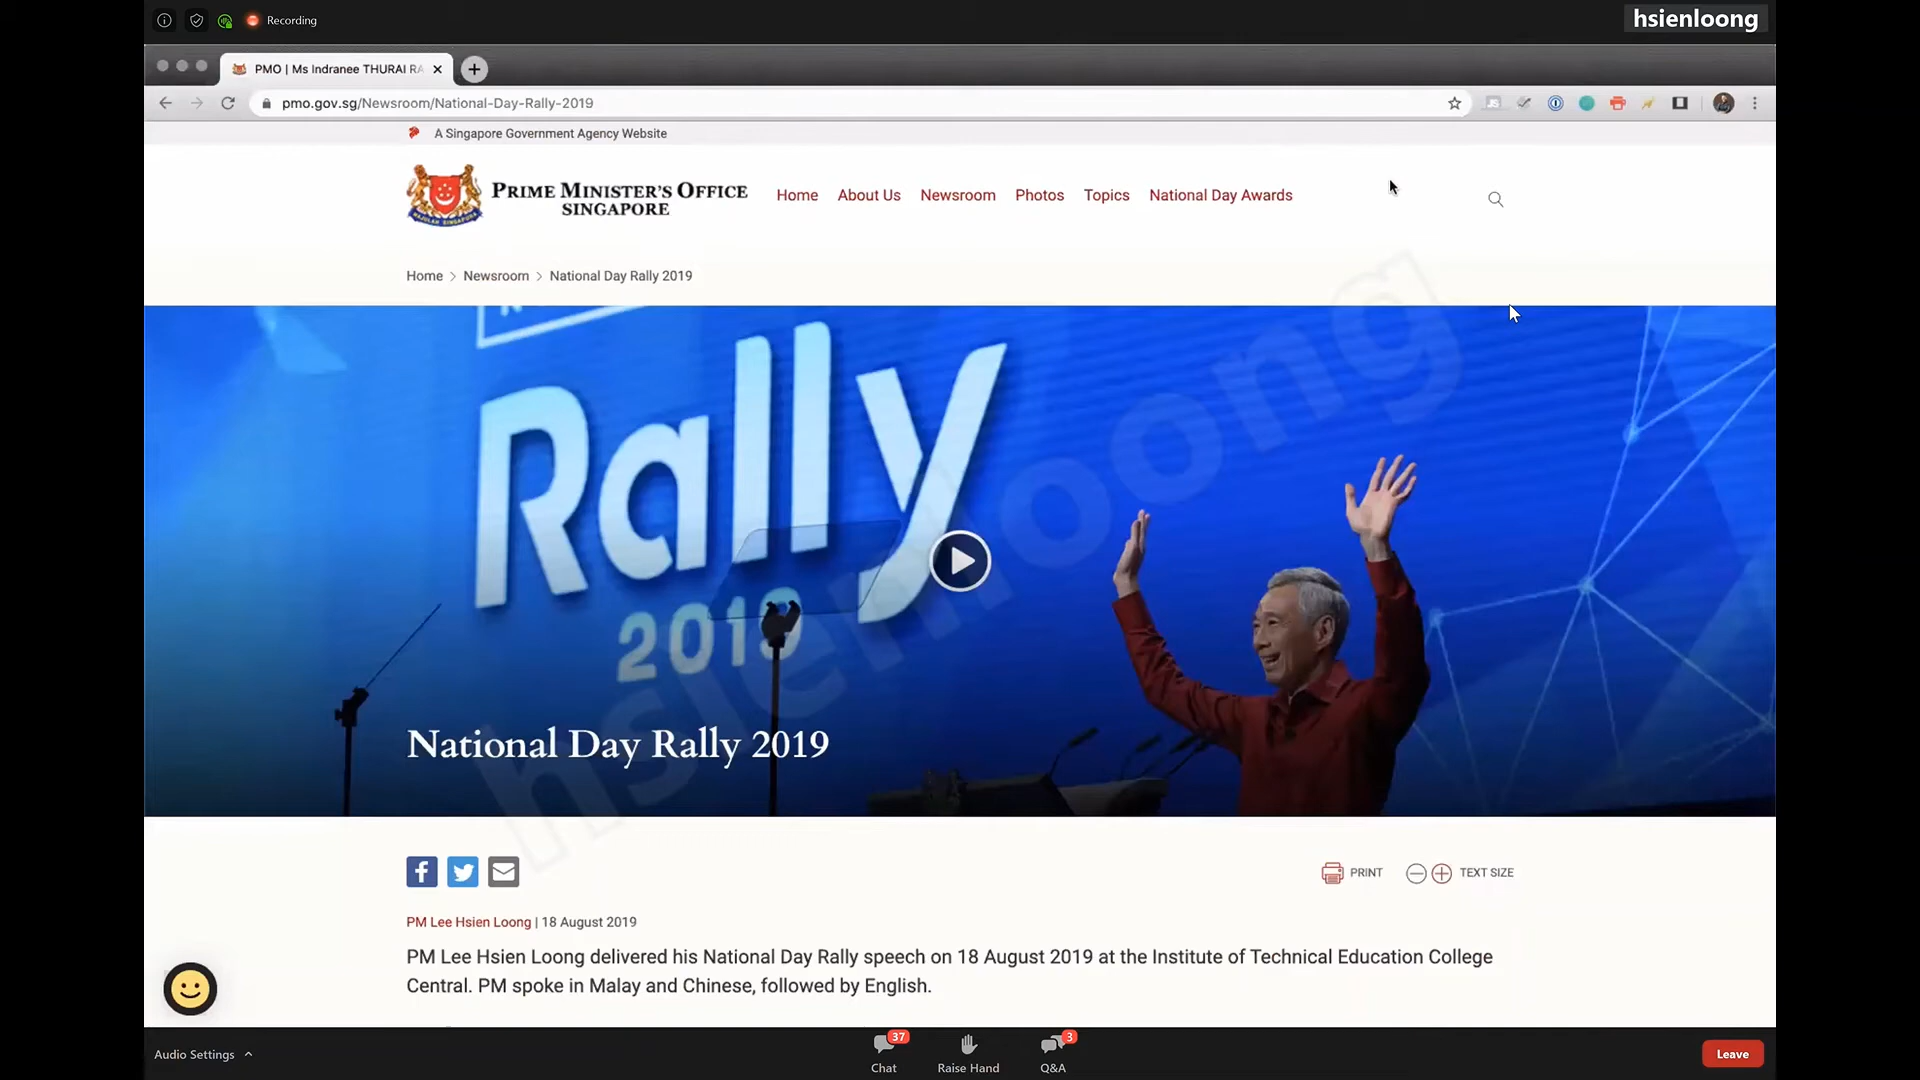 Recording
hsienloong
PMO | Ms Indranee THURAI RA
pmo.gov.sg/Newsroom/National-Day-Rally-2019
A Singapore Government Agency Website
PRIME MINISTER'S OFFICE
SINGAPORE
Home About Us Newsroom Photos Topics National Day Awards
Home > Newsroom > National Day Rally 2019
Rally
2019
hsienloong
National Day Rally 2019
PRINT TEXT SIZE
PM Lee Hsien Loong | 18 August 2019
PM Lee Hsien Loong delivered his National Day Rally speech on 18 August 2019 at the Institute of Technical Education College
Central. PM spoke in Malay and Chinese, followed by English.
Audio Settings
37
Chat
Raise Hand
3
Q&A
Leave